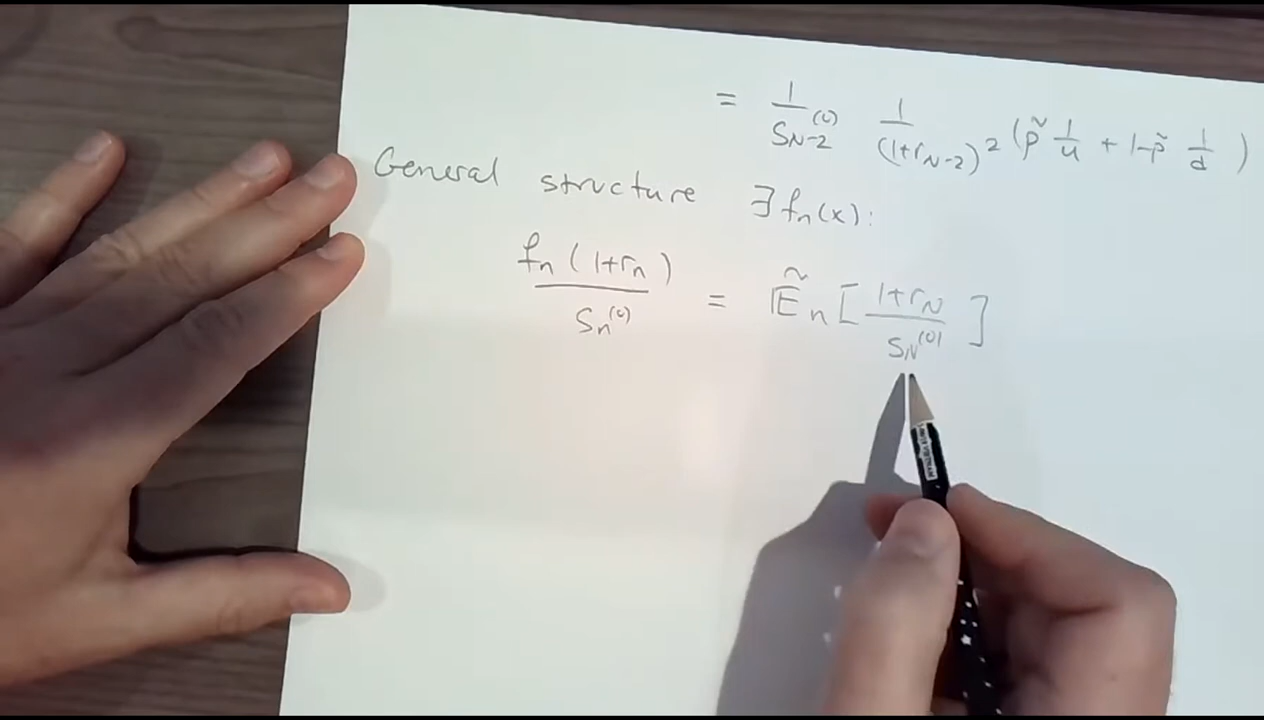 = 1/S_{N-2}^{(0)} 1/(1+r_{N-2})^2 (p̃ 1/u + 1-p̃ 1/d)
General structure ∃ f_n(x):
f_n(1+r_n)/S_n^{(0)} = Ẽ_n[(1+r_N)/S_N^{(0)}]